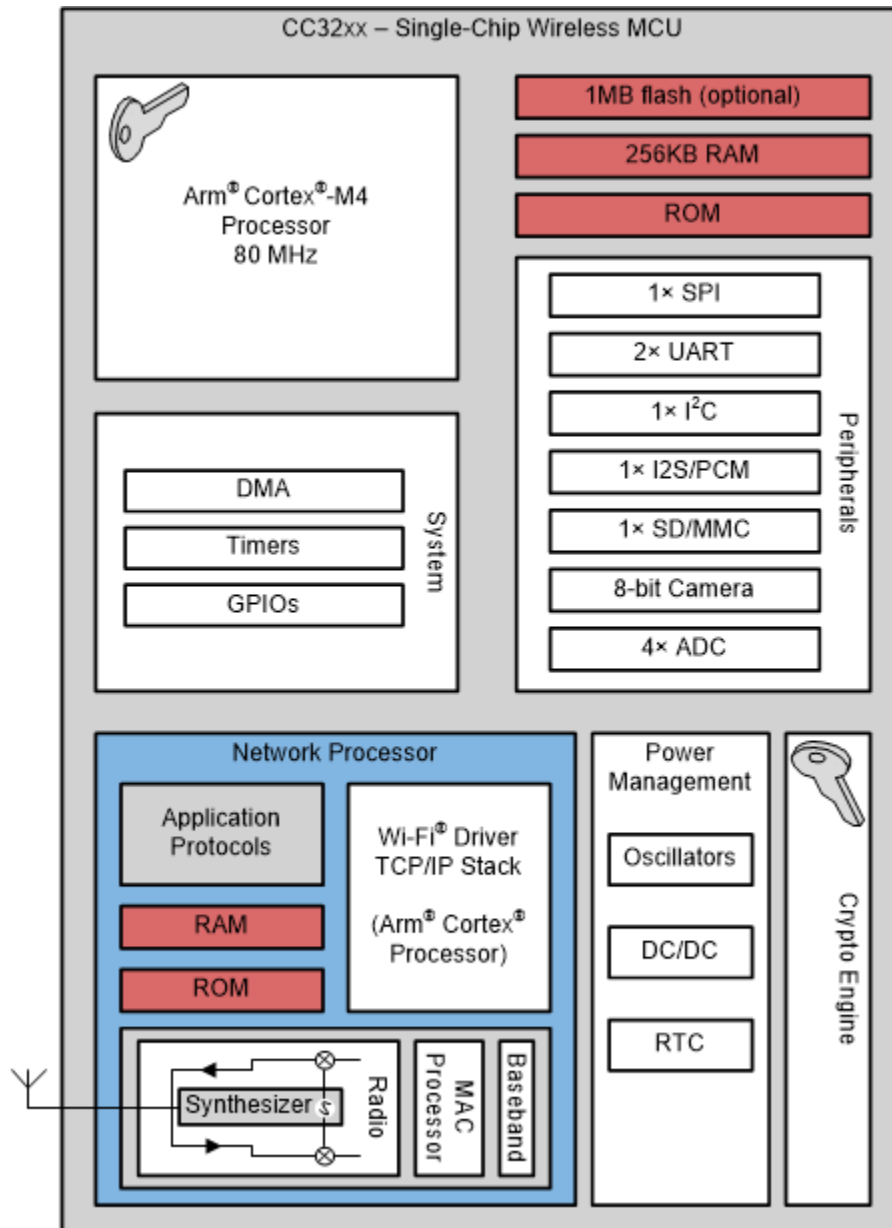 CC32xx – Single-Chip Wireless MCU
Arm® Cortex®-M4
Processor
80 MHz
1MB flash (optional)
256KB RAM
ROM
1× SPI
2× UART
1× I²C
1× I2S/PCM
1× SD/MMC
8-bit Camera
4× ADC
Peripherals
DMA
Timers
GPIOs
System
Network Processor
Application
Protocols
RAM
ROM
Wi-Fi® Driver
TCP/IP Stack
(Arm® Cortex®
Processor)
Synthesizer
Radio
MAC
Processor
Baseband
Power
Management
Oscillators
DC/DC
RTC
Crypto Engine